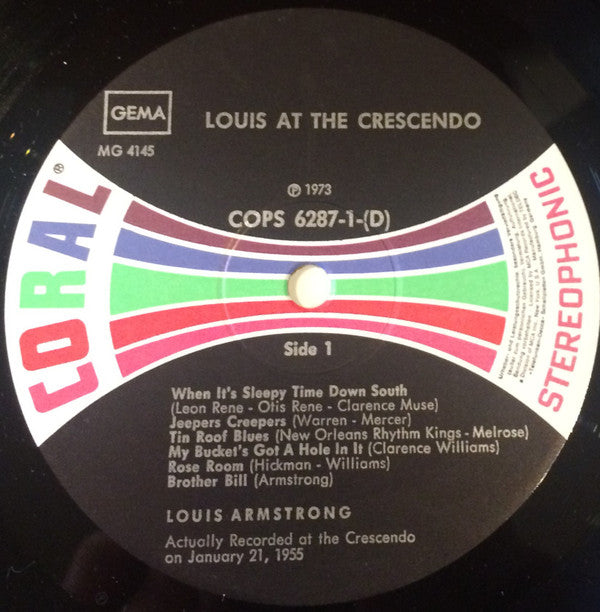 GEMA
LOUIS AT THE CRESCENDO
MG 4145
℗ 1973
COPS 6287-1-(D)
CORAL®
STEREOPHONIC
Side 1
When It's Sleepy Time Down South
(Leon Rene - Otis Rene - Clarence Muse)
Jeepers Creepers (Warren - Mercer)
Tin Roof Blues (New Orleans Rhythm Kings - Melrose)
My Bucket's Got A Hole In It (Clarence Williams)
Rose Room (Hickman - Williams)
Brother Bill (Armstrong)
LOUIS ARMSTRONG
Actually Recorded at the Crescendo
on January 21, 1955